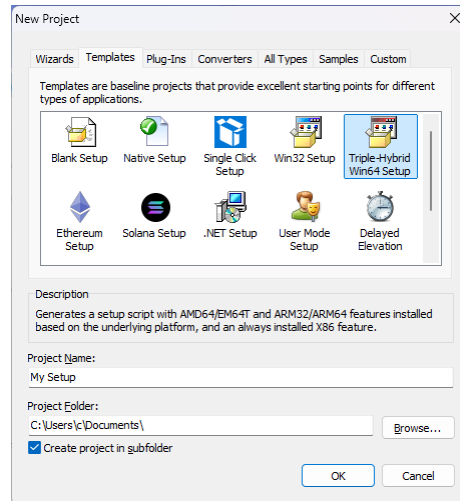 New Project
Wizards Templates Plug-Ins Converters All Types Samples Custom
Templates are baseline projects that provide excellent starting points for different
types of applications.
Blank Setup Native Setup Single Click Setup Win32 Setup Triple-Hybrid Win64 Setup
Ethereum Setup Solana Setup .NET Setup User Mode Setup Delayed Elevation
Description
Generates a setup script with AMD64/EM64T and ARM32/ARM64 features installed
based on the underlying platform, and an always installed X86 feature.
Project Name:
My Setup
Project Folder:
C:\Users\c\Documents\
Browse...
Create project in subfolder
OK Cancel